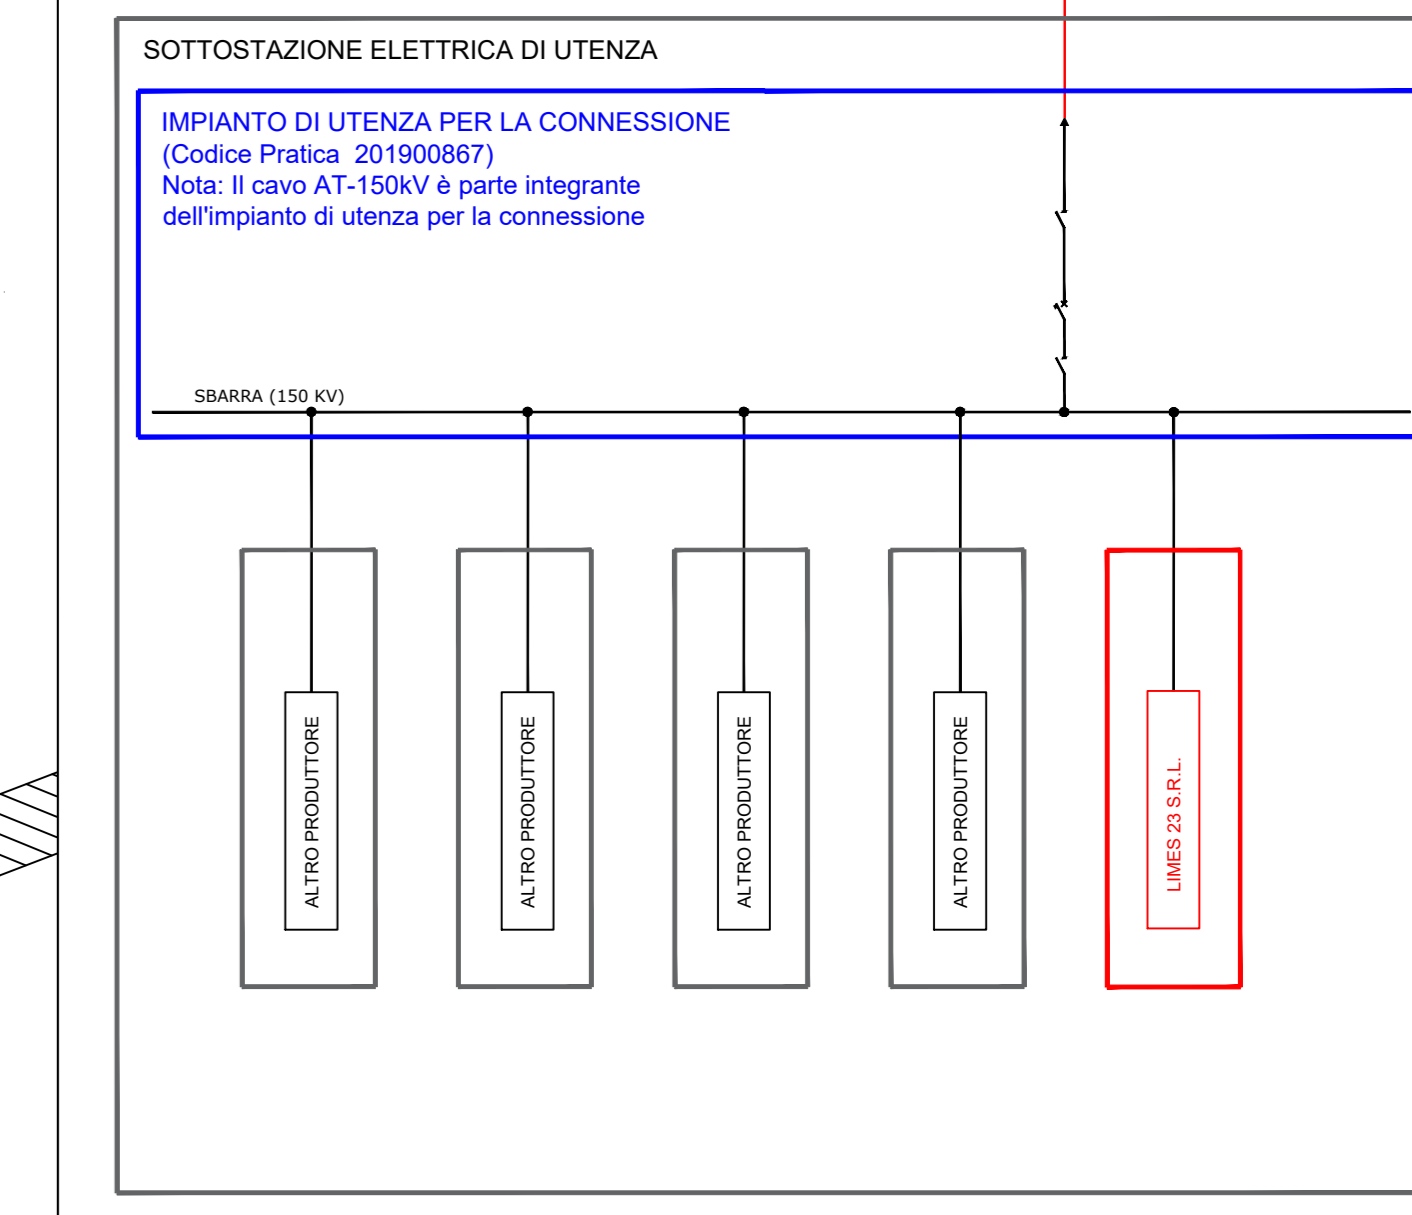 SOTTOSTAZIONE ELETTRICA DI UTENZA
IMPIANTO DI UTENZA PER LA CONNESSIONE
(Codice Pratica  201900867)
Nota: Il cavo AT-150kV è parte integrante
dell'impianto di utenza per la connessione
SBARRA (150 KV)
ALTRO PRODUTTORE
ALTRO PRODUTTORE
ALTRO PRODUTTORE
ALTRO PRODUTTORE
LIMES 23 S.R.L.